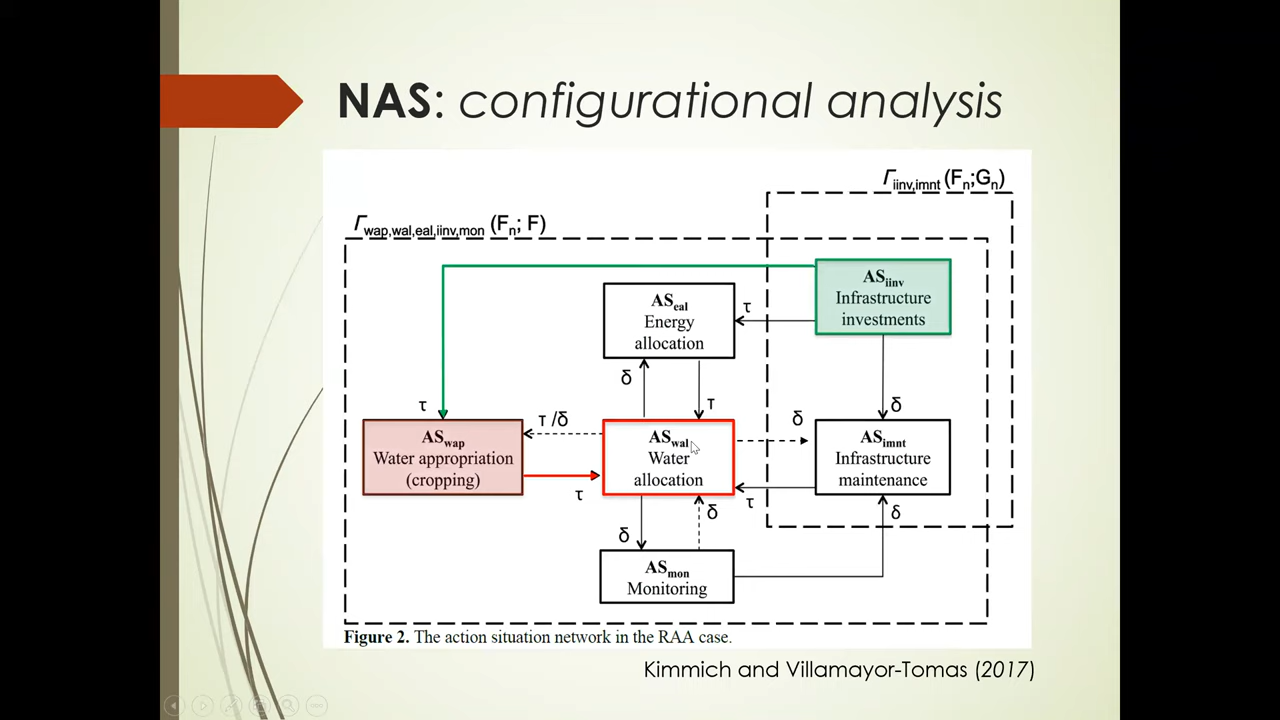 NAS: configurational analysis
Γiinv,imnt (Fn;Gn)
Γwap,wal,eal,iinv,mon (Fn; F)
ASiinv
Infrastructure
investments
ASeal
Energy
allocation
τ
δ
τ
τ
τ /δ
δ
δ
ASwap
Water appropriation
(cropping)
ASwal
Water
allocation
ASimnt
Infrastructure
maintenance
τ
τ
δ
δ
δ
ASmon
Monitoring
Figure 2. The action situation network in the RAA case.
Kimmich and Villamayor-Tomas (2017)